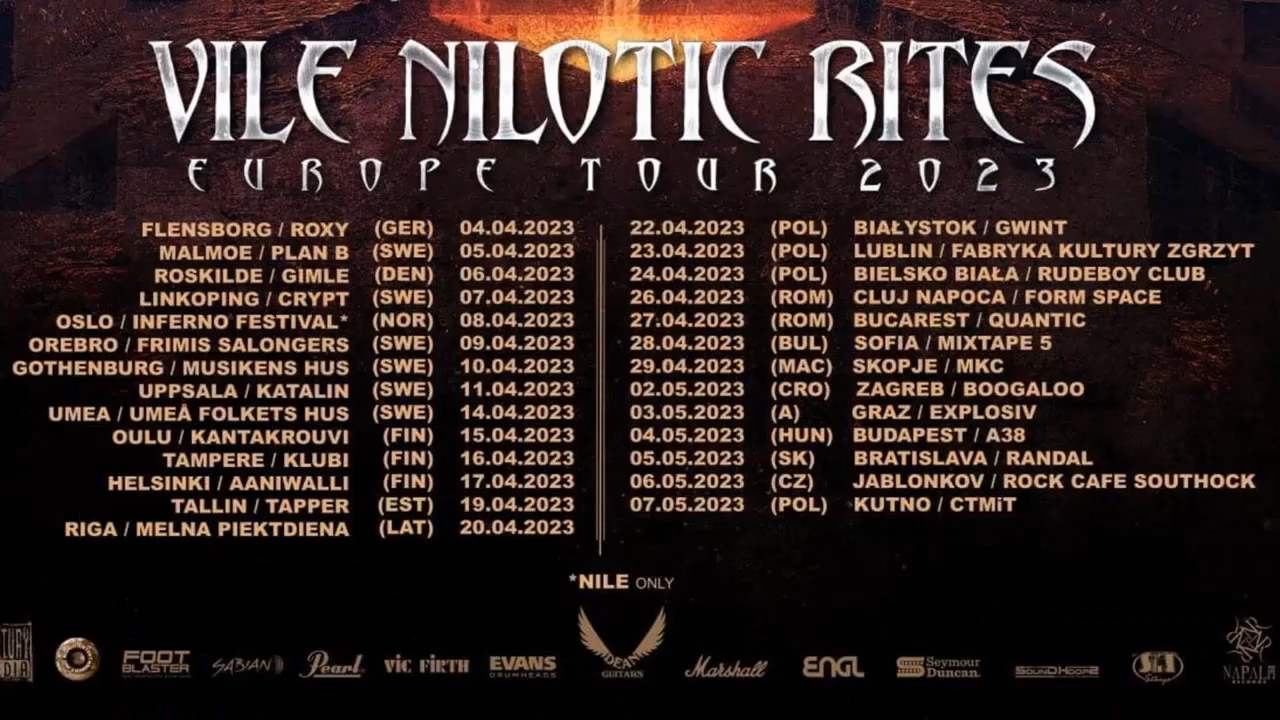 VILE NILOTIC RITES
EUROPE TOUR 2023
FLENSBORG / ROXY (GER) 04.04.2023
MALMOE / PLAN B (SWE) 05.04.2023
ROSKILDE / GIMLE (DEN) 06.04.2023
LINKOPING / CRYPT (SWE) 07.04.2023
OSLO / INFERNO FESTIVAL* (NOR) 08.04.2023
OREBRO / FRIMIS SALONGERS (SWE) 09.04.2023
GOTHENBURG / MUSIKENS HUS (SWE) 10.04.2023
UPPSALA / KATALIN (SWE) 11.04.2023
UMEA / UMEÅ FOLKETS HUS (SWE) 14.04.2023
OULU / KANTAKROUVI (FIN) 15.04.2023
TAMPERE / KLUBI (FIN) 16.04.2023
HELSINKI / AANIWALLI (FIN) 17.04.2023
TALLIN / TAPPER (EST) 19.04.2023
RIGA / MELNA PIEKTDIENA (LAT) 20.04.2023
22.04.2023 (POL) BIAŁYSTOK / GWINT
23.04.2023 (POL) LUBLIN / FABRYKA KULTURY ZGRZYT
24.04.2023 (POL) BIELSKO BIAŁA / RUDEBOY CLUB
26.04.2023 (ROM) CLUJ NAPOCA / FORM SPACE
27.04.2023 (ROM) BUCAREST / QUANTIC
28.04.2023 (BUL) SOFIA / MIXTAPE 5
29.04.2023 (MAC) SKOPJE / MKC
02.05.2023 (CRO) ZAGREB / BOOGALOO
03.05.2023 (A) GRAZ / EXPLOSIV
04.05.2023 (HUN) BUDAPEST / A38
05.05.2023 (SK) BRATISLAVA / RANDAL
06.05.2023 (CZ) JABLONKOV / ROCK CAFE SOUTHOCK
07.05.2023 (POL) KUTNO / CTMiT
*NILE ONLY
FOOT
BLASTER
SABIAN
Pearl
VIC FIRTH
EVANS
DRUMHEADS
DEAN
GUITARS
Marshall
ENGL
Seymour
Duncan
SOUNDHOOPZ
SIT
Strings
NAPALM
RECORDS